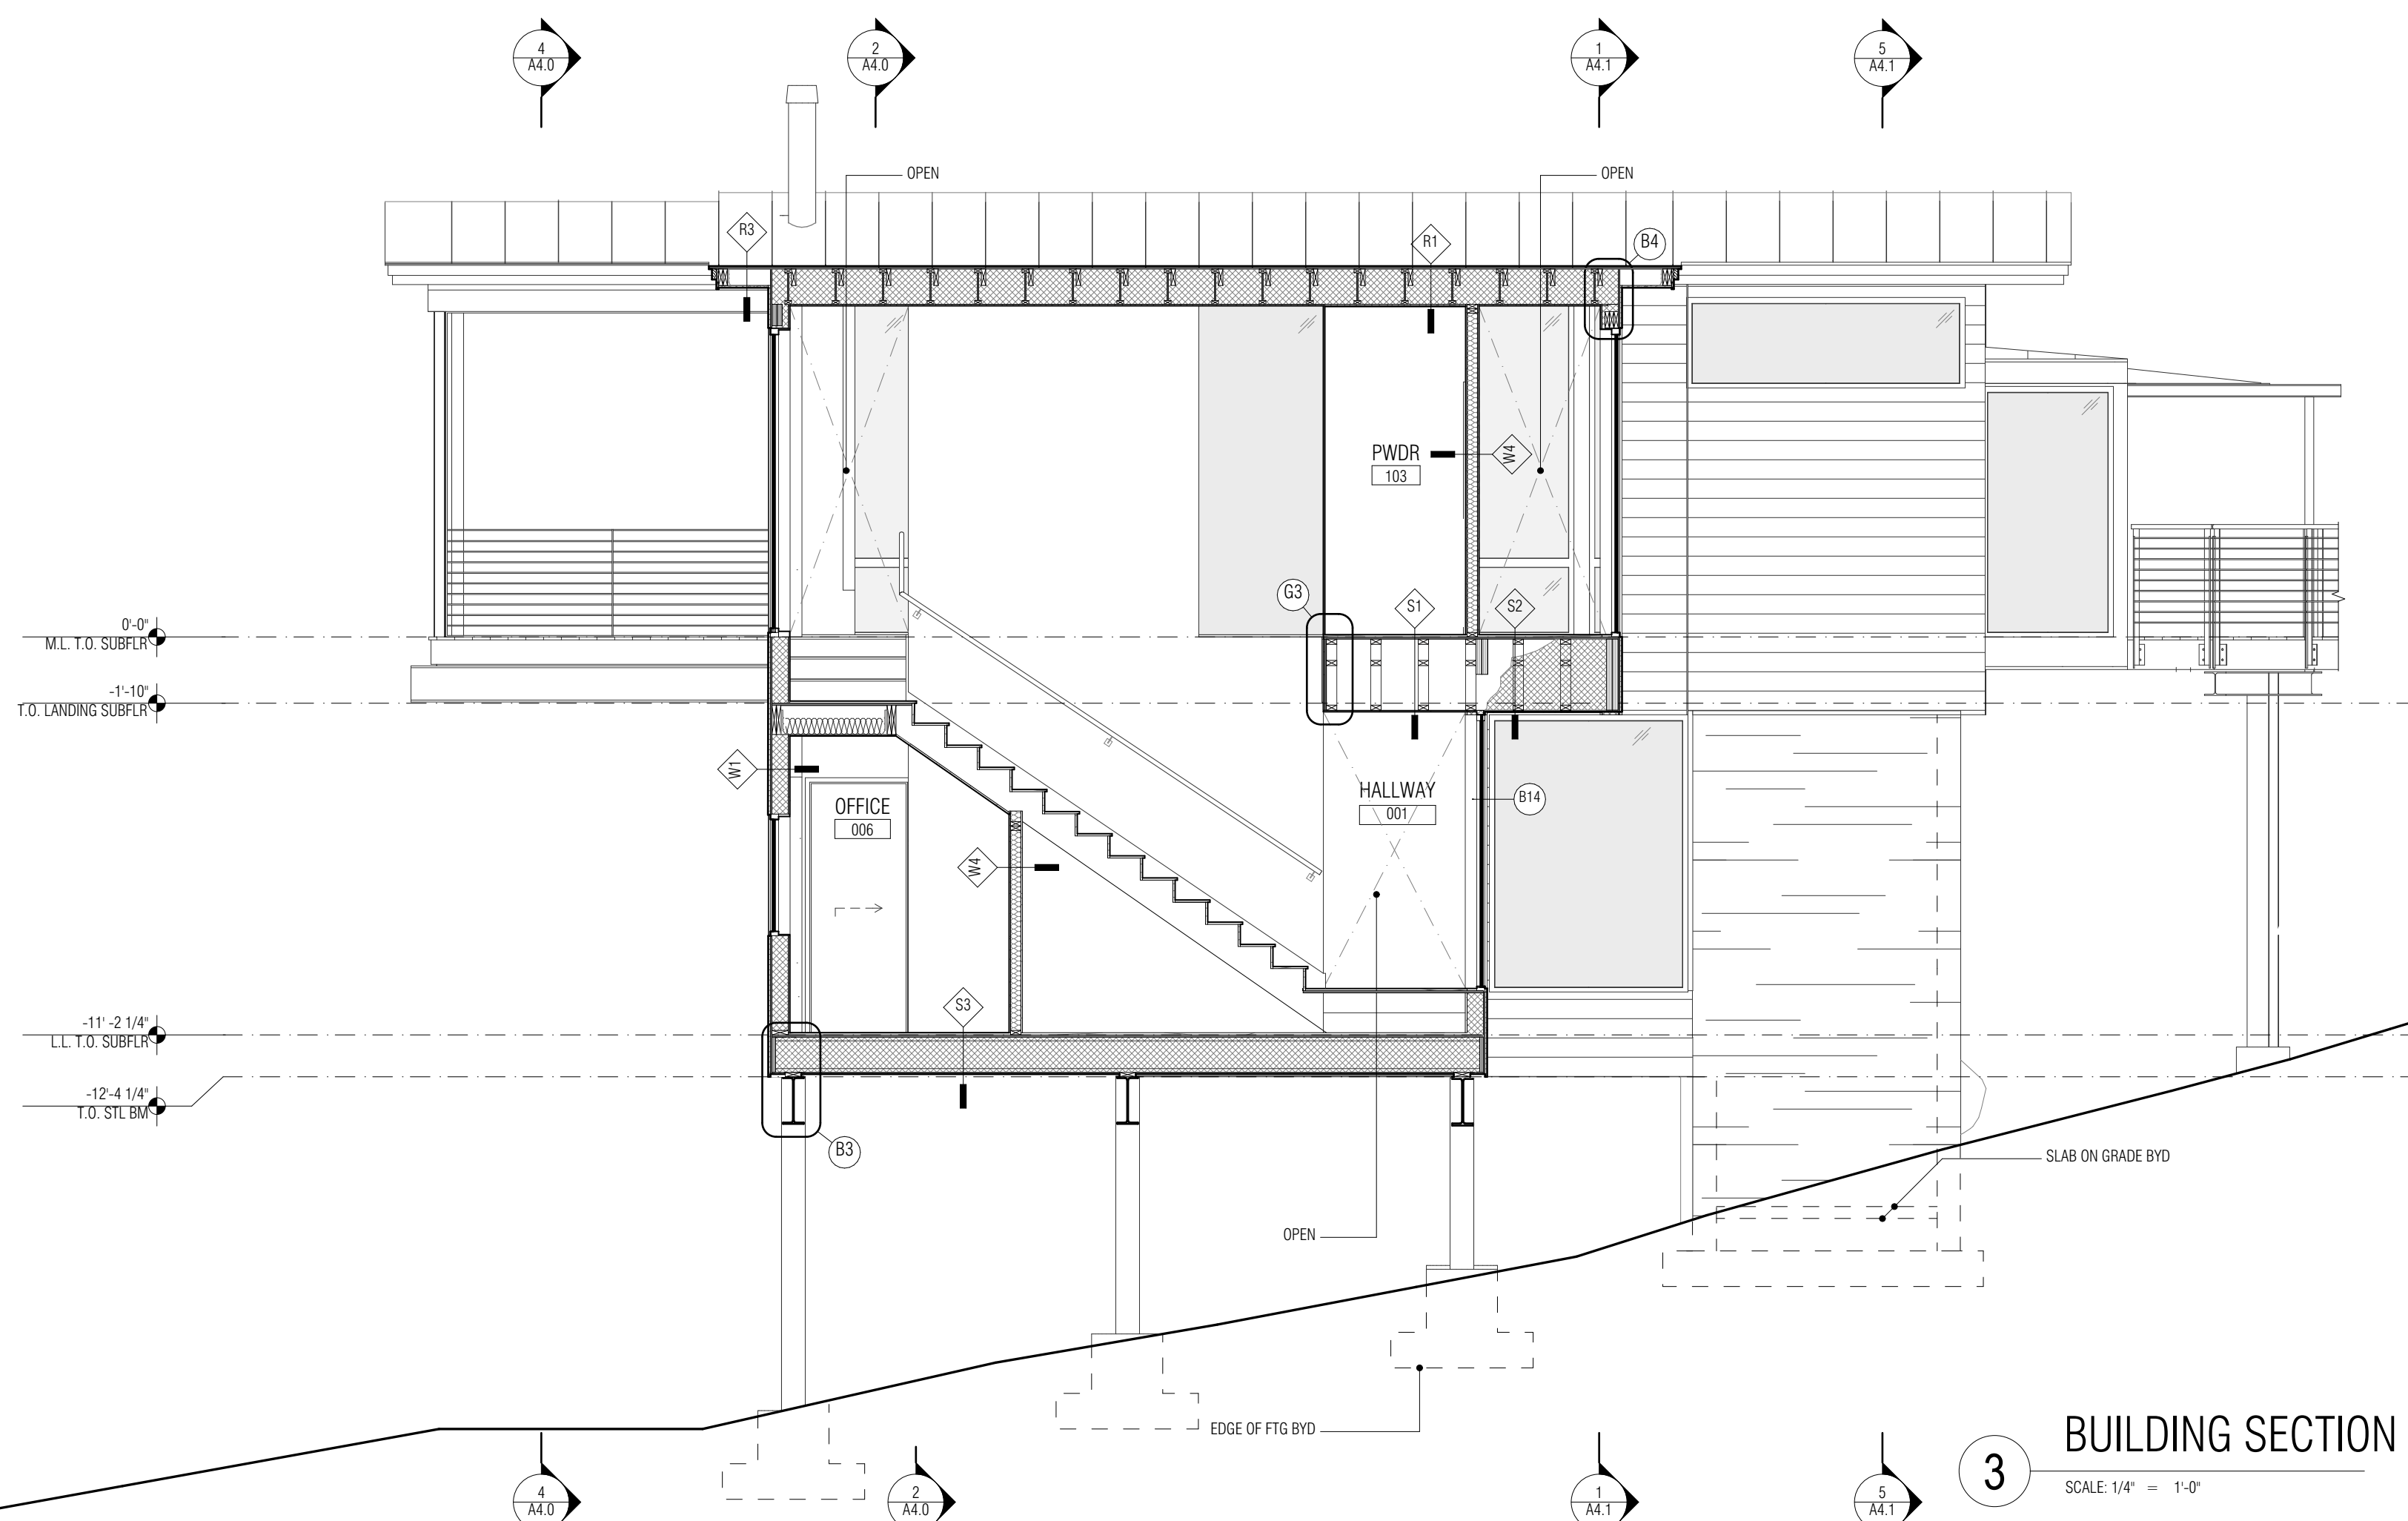 4
A4.0
2
A4.0
1
A4.1
5
A4.1
OPEN
OPEN
R3
R1
B4
PWDR
103
W4
G3
S1
S2
0'-0"
M.L. T.O. SUBFLR
-1'-10"
T.O. LANDING SUBFLR
W1
OFFICE
006
HALLWAY
001
B14
W4
S3
-11' -2 1/4"
L.L. T.O. SUBFLR
-12'-4 1/4"
T.O. STL BM
B3
SLAB ON GRADE BYD
OPEN
EDGE OF FTG BYD
4
A4.0
2
A4.0
1
A4.1
5
A4.1
3
BUILDING SECTION
SCALE: 1/4" = 1'-0"